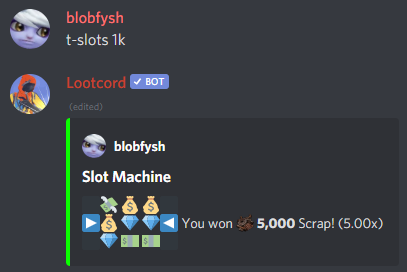 blobfysh
t-slots 1k
Lootcord ✓ BOT
(edited)
blobfysh
Slot Machine
You won 5,000 Scrap! (5.00x)